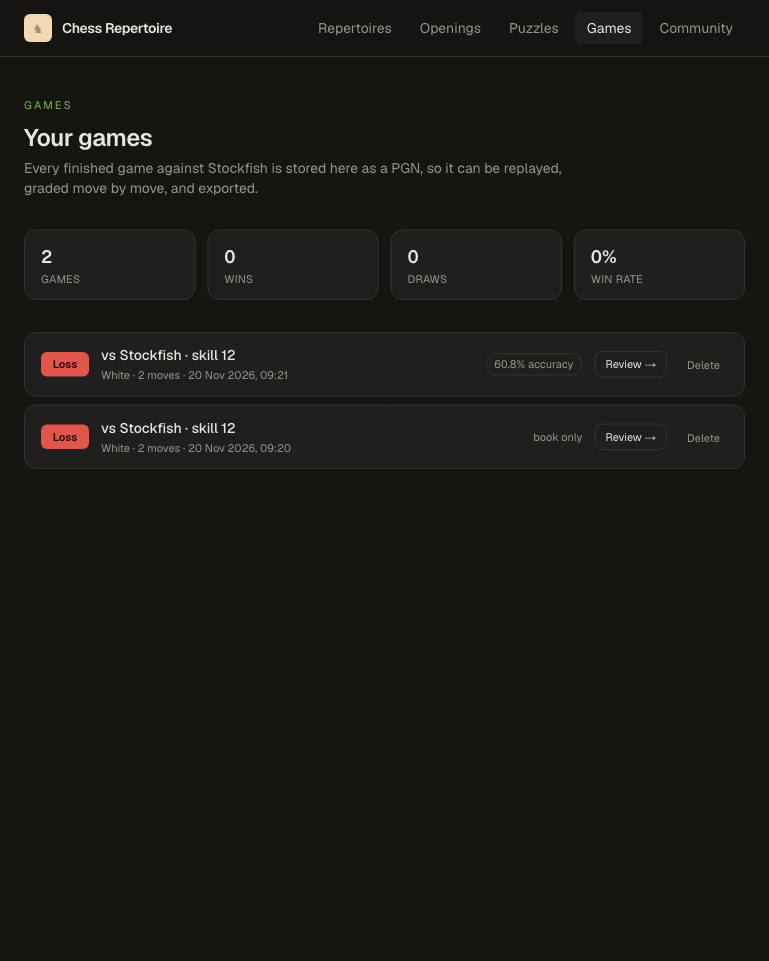 Chess Repertoire
Repertoires
Openings
Puzzles
Games
Community
GAMES
Your games
Every finished game against Stockfish is stored here as a PGN, so it can be replayed,
graded move by move, and exported.
2
GAMES
0
WINS
0
DRAWS
0%
WIN RATE
Loss
vs Stockfish · skill 12
White · 2 moves · 20 Nov 2026, 09:21
60.8% accuracy
Review →
Delete
Loss
vs Stockfish · skill 12
White · 2 moves · 20 Nov 2026, 09:20
book only
Review →
Delete